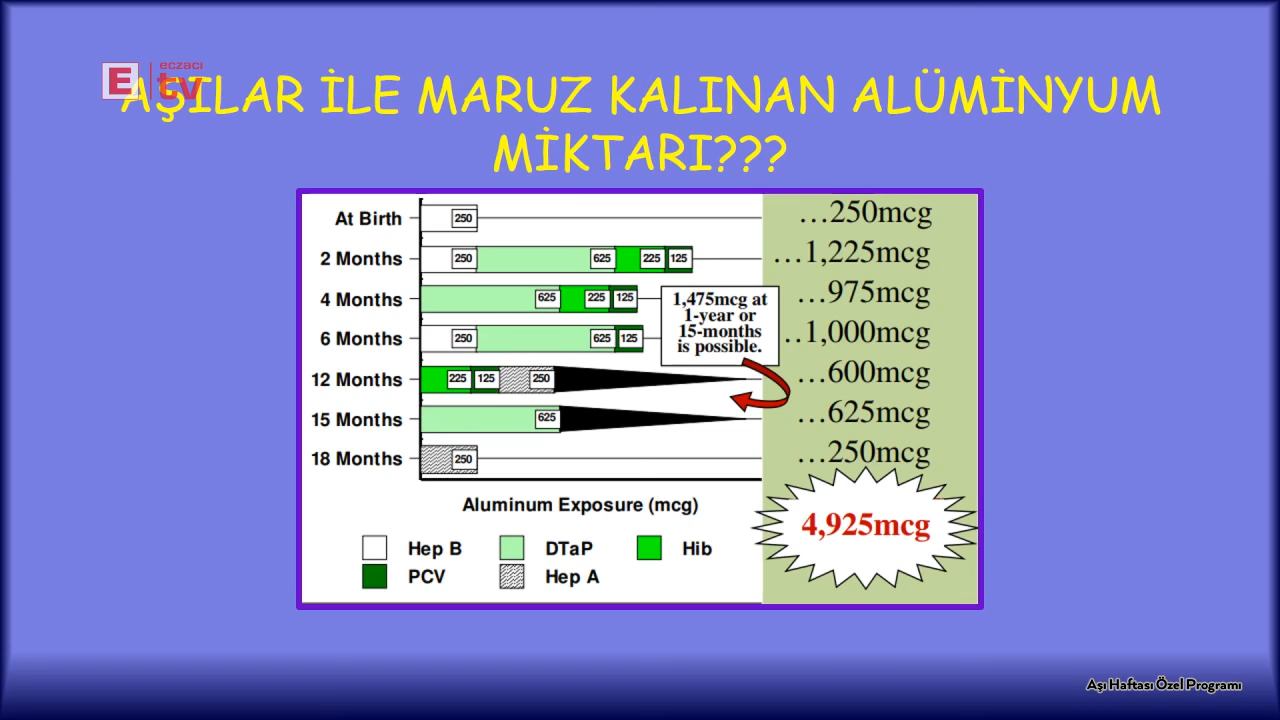 E
eczacı
tv
AŞILAR İLE MARUZ KALINAN ALÜMİNYUM
MİKTARI???
At Birth 250 …250mcg
2 Months 250 625 225 125 …1,225mcg
4 Months 625 225 125 …975mcg
1,475mcg at
1-year or
15-months
is possible.
6 Months 250 625 125 ..1,000mcg
12 Months 225 125 250 …600mcg
15 Months 625 …625mcg
18 Months 250 …250mcg
4,925mcg
Aluminum Exposure (mcg)
Hep B DTaP Hib
PCV Hep A
Aşı Haftası Özel Programı